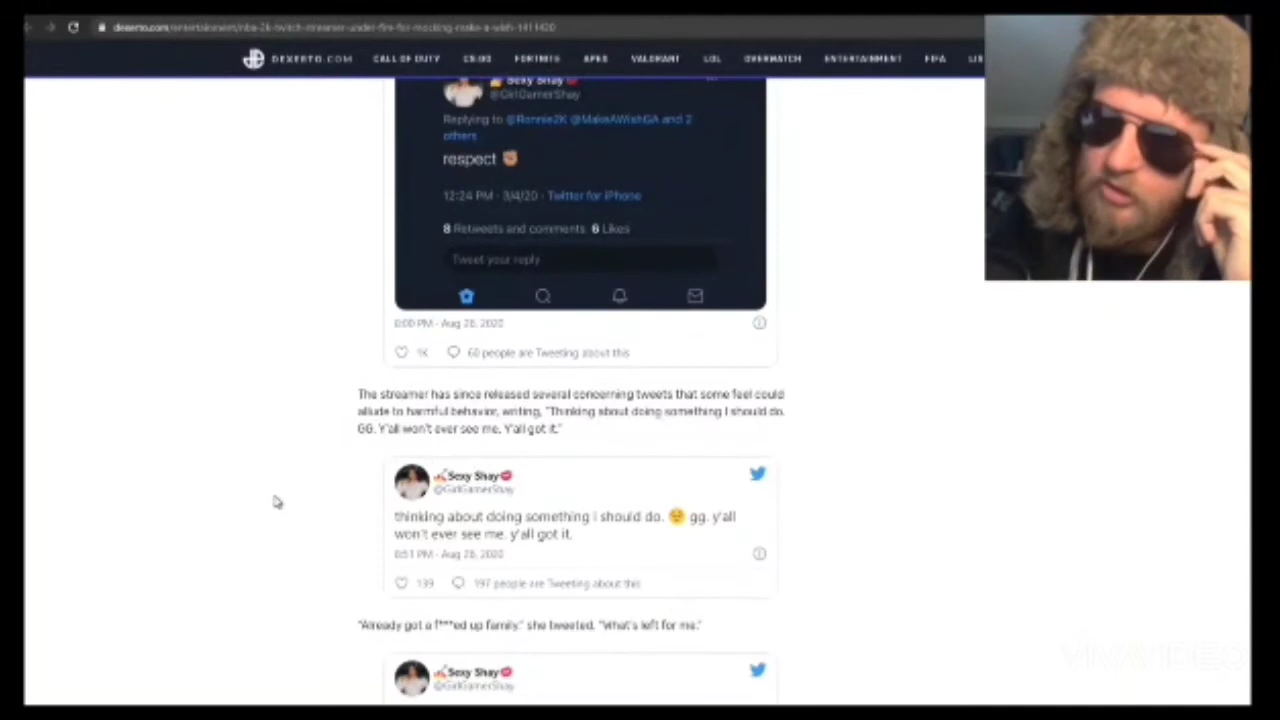 dexerto.com/entertainment/nba-2k-twitch-streamer-under-fire-for-mocking-make-a-wish-1411420
DEXERTO.COM CALL OF DUTY CS:GO FORTNITE APEX VALORANT LOL OVERWATCH ENTERTAINMENT FIFA
Sexy Shay
@GirlGamerShay
Replying to @Ronnie2K @MakeAWishGA and 2
others
respect
12:24 PM · 3/4/20 · Twitter for iPhone
8 Retweets and comments 6 Likes
Tweet your reply
8:00 PM · Aug 28, 2020
1K 60 people are Tweeting about this
The streamer has since released several concerning tweets that some feel could
allude to harmful behavior, writing, "Thinking about doing something I should do.
GG. Y'all won't ever see me. Y'all got it."
Sexy Shay
@GirlGamerShay
thinking about doing something i should do. gg. y'all
won't ever see me. y'all got it.
8:51 PM · Aug 28, 2020
139 197 people are Tweeting about this
"Already got a f***ed up family," she tweeted. "What's left for me."
Sexy Shay
@GirlGamerShay
VIVAVIDEO